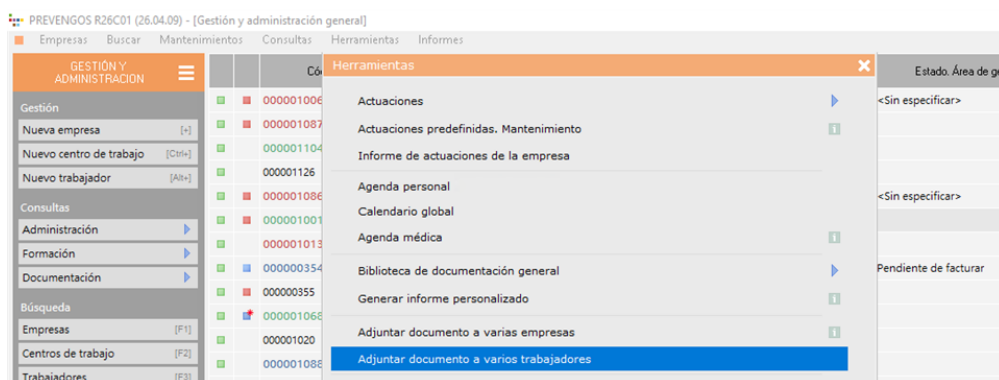 PREVENGOS R26C01 (26.04.09) - [Gestión y administración general]
Empresas Buscar Mantenimientos Consultas Herramientas Informes
GESTIÓN Y
ADMINISTRACION
Gestión
Nueva empresa [+]
Nuevo centro de trabajo [Ctrl+]
Nuevo trabajador [Alt+]
Consultas
Administración
Formación
Documentación
Búsqueda
Empresas [F1]
Centros de trabajo [F2]
Trabajadores [F3]
Có
000001006
000001087
000001104
000001126
000001086
000001001
000001013
000000354
000000355
000001068
000001020
000001088
Herramientas
Actuaciones
Actuaciones predefinidas. Mantenimiento
Informe de actuaciones de la empresa
Agenda personal
Calendario global
Agenda médica
Biblioteca de documentación general
Generar informe personalizado
Adjuntar documento a varias empresas
Adjuntar documento a varios trabajadores
Estado. Área de ge
<Sin especificar>
<Sin especificar>
Pendiente de facturar